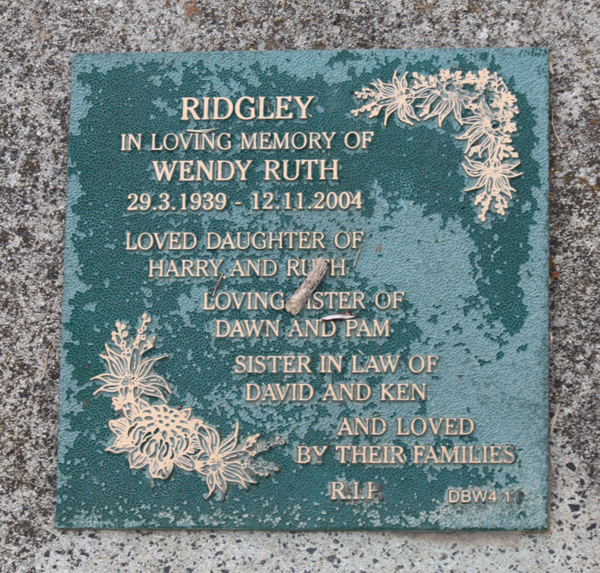 RIDGLEY
IN LOVING MEMORY OF
WENDY RUTH
29.3.1939 - 12.11.2004
LOVED DAUGHTER OF
HARRY AND RUTH
LOVING SISTER OF
DAWN AND PAM
SISTER IN LAW OF
DAVID AND KEN
AND LOVED
BY THEIR FAMILIES
R.I.P.
DBW4 11